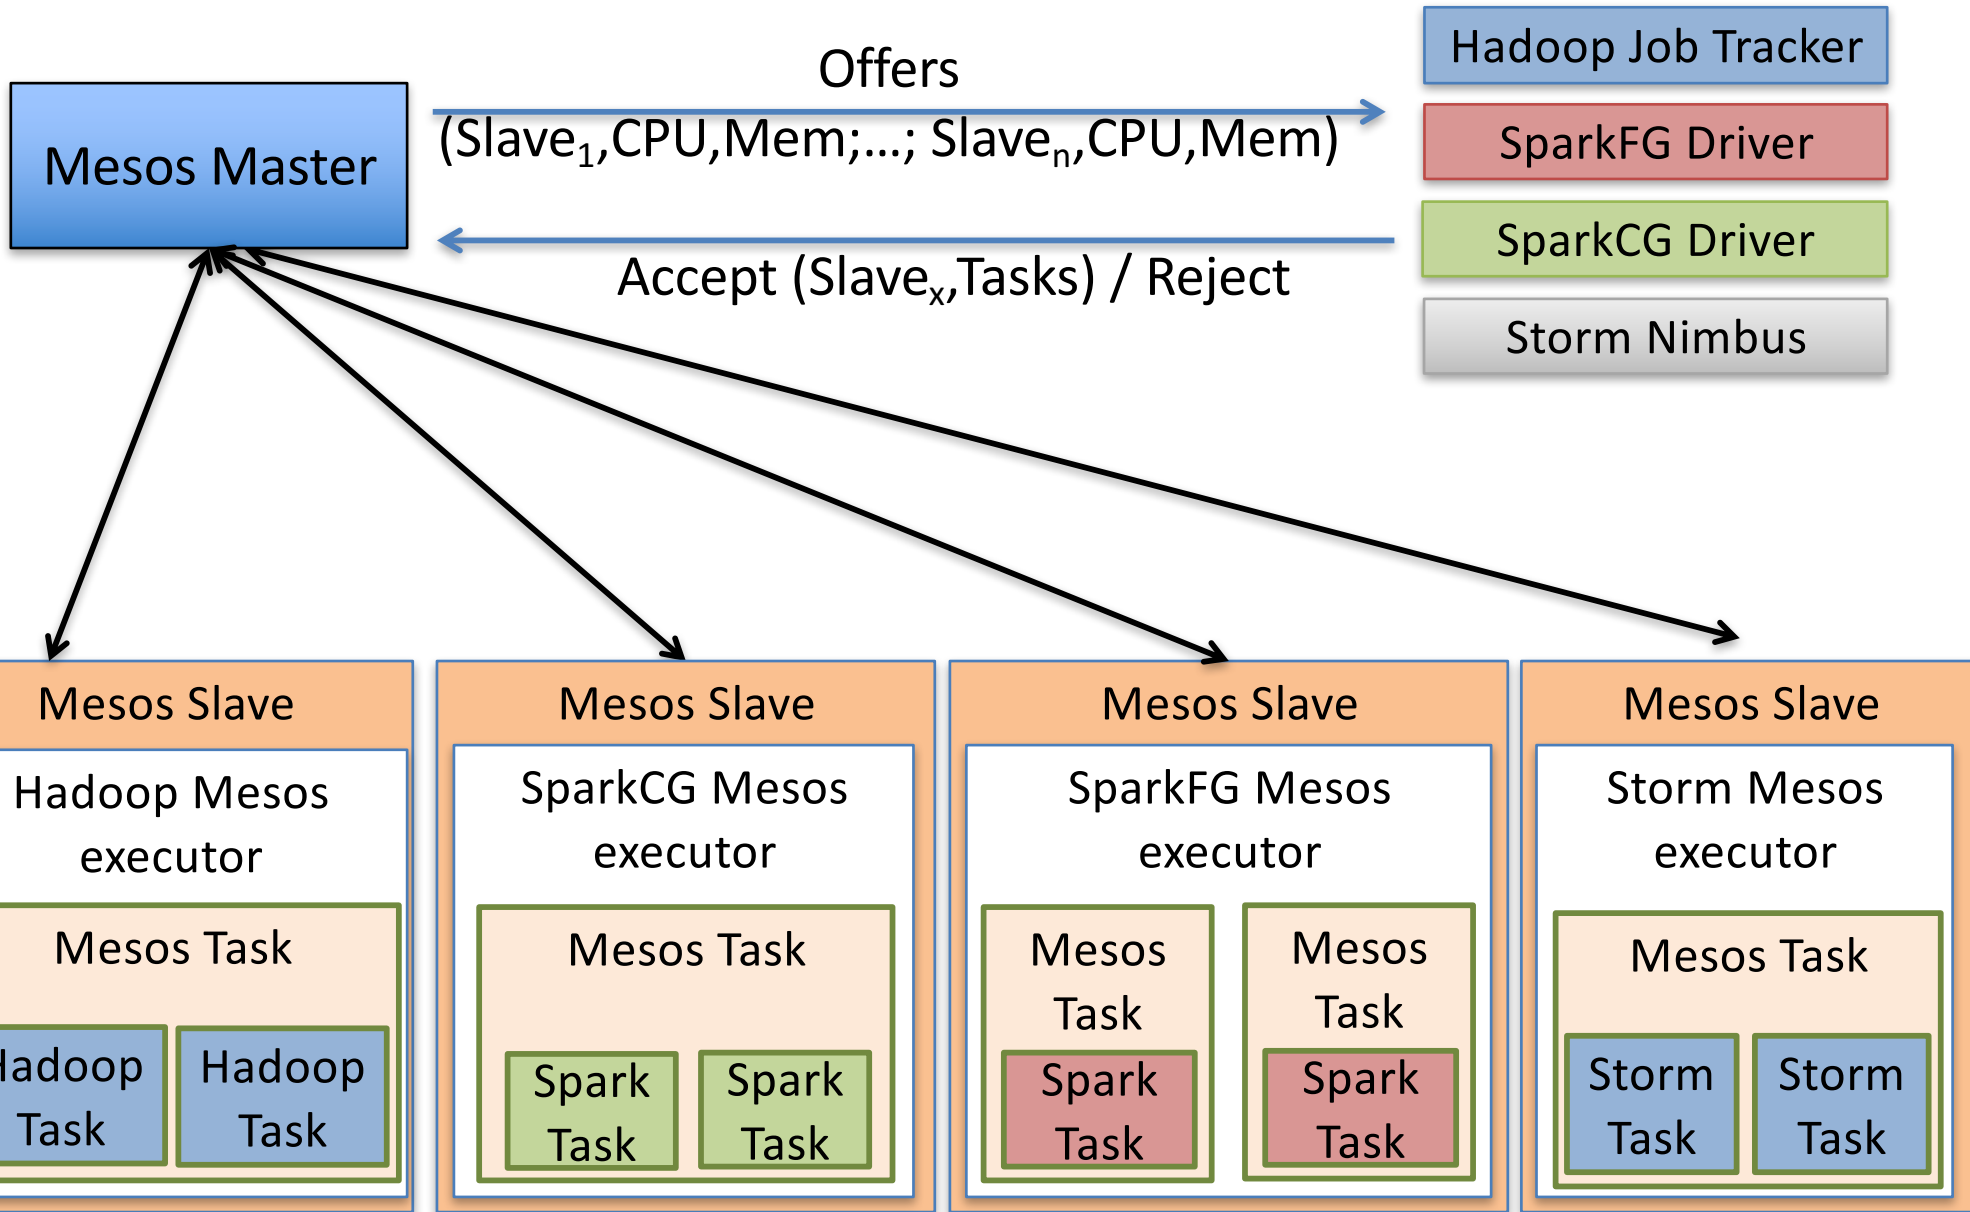 Offers
(Slave1,CPU,Mem;...; Slaven,CPU,Mem)
Mesos Master
Accept (Slavex,Tasks) / Reject
Hadoop Job Tracker
SparkFG Driver
SparkCG Driver
Storm Nimbus
Mesos Slave
Hadoop Mesos
executor
Mesos Task
Hadoop
Task
Hadoop
Task
Mesos Slave
SparkCG Mesos
executor
Mesos Task
Spark
Task
Spark
Task
Mesos Slave
SparkFG Mesos
executor
Mesos
Task
Spark
Task
Mesos
Task
Spark
Task
Mesos Slave
Storm Mesos
executor
Mesos Task
Storm
Task
Storm
Task